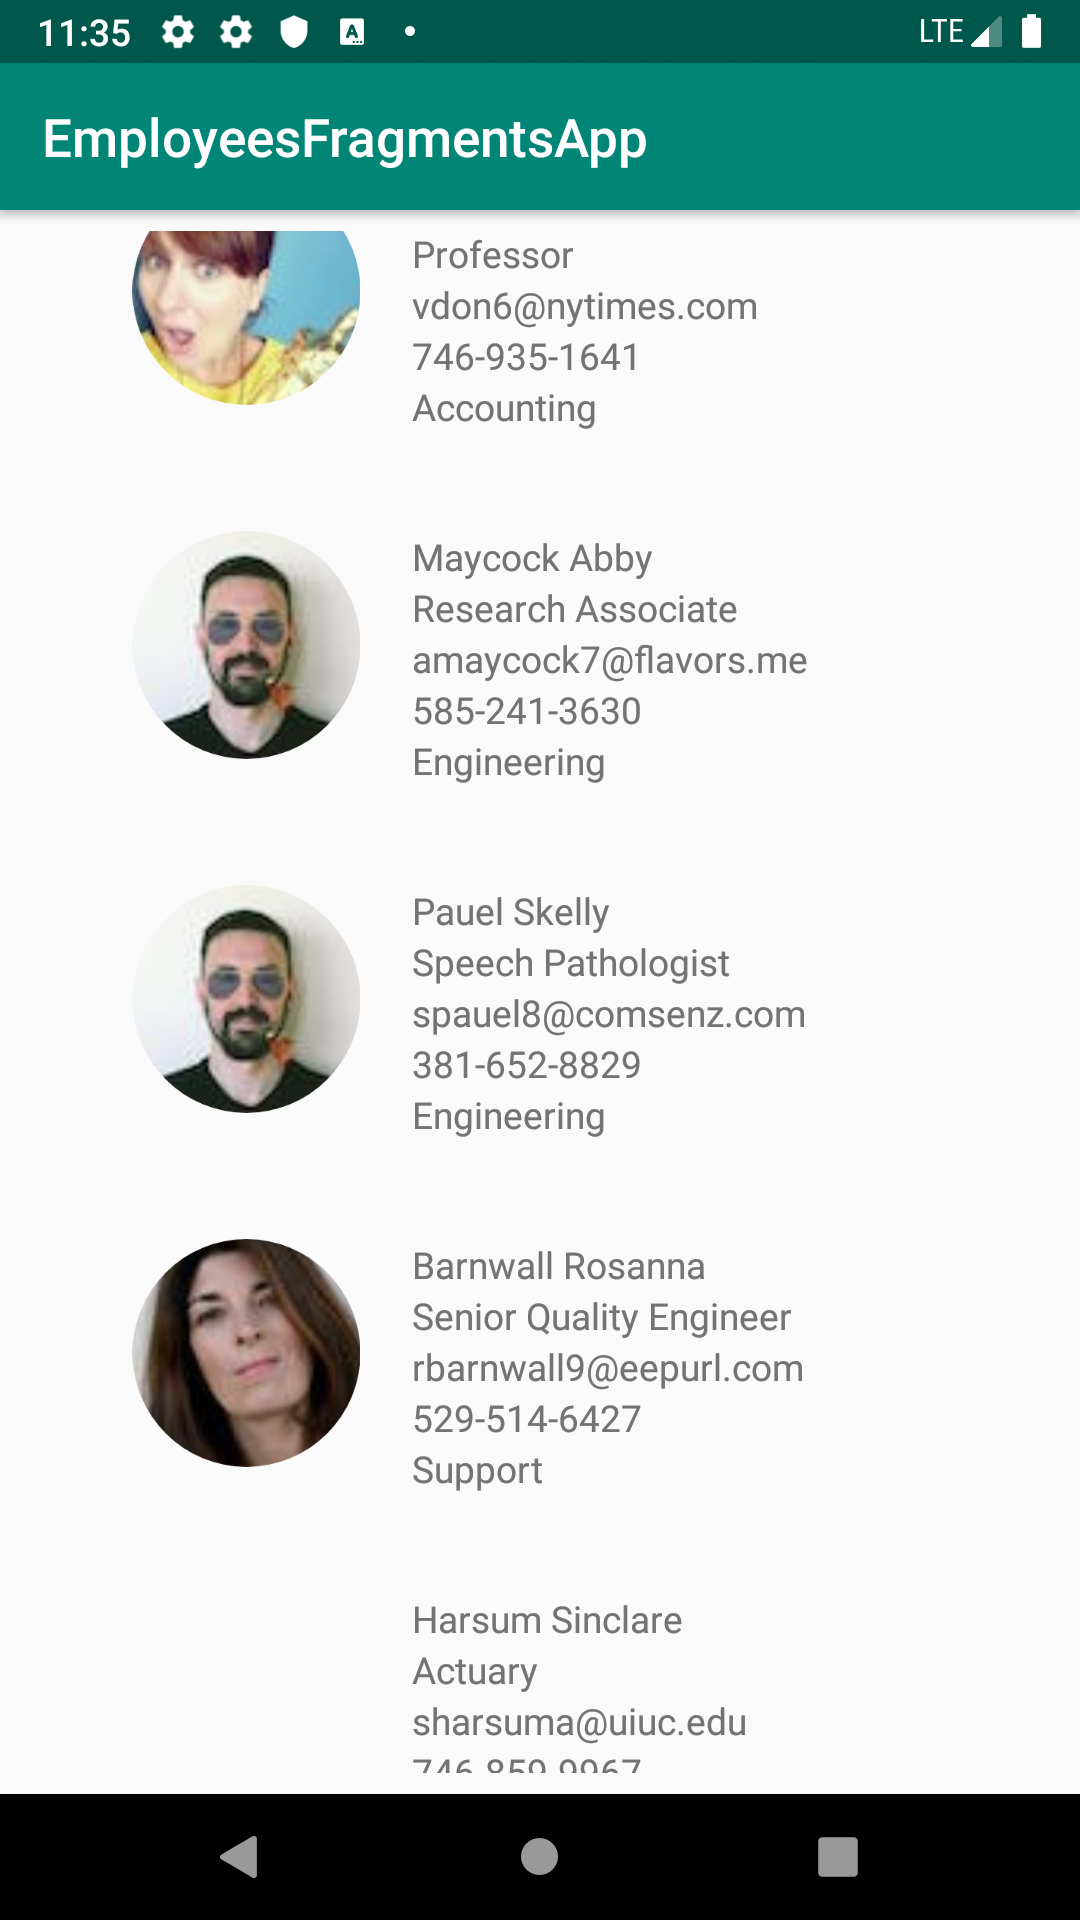 11:35
LTE
EmployeesFragmentsApp
Professor
vdon6@nytimes.com
746-935-1641
Accounting
Maycock Abby
Research Associate
amaycock7@flavors.me
585-241-3630
Engineering
Pauel Skelly
Speech Pathologist
spauel8@comsenz.com
381-652-8829
Engineering
Barnwall Rosanna
Senior Quality Engineer
rbarnwall9@eepurl.com
529-514-6427
Support
Harsum Sinclare
Actuary
sharsuma@uiuc.edu